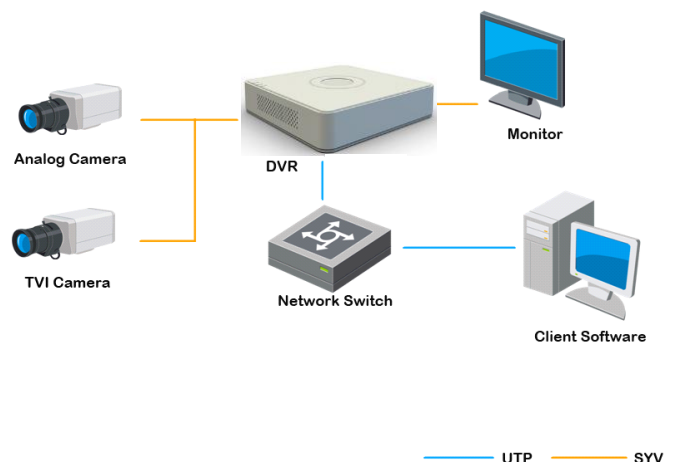 Monitor
Analog Camera
DVR
TVI Camera
Network Switch
Client Software
UTP
SYV